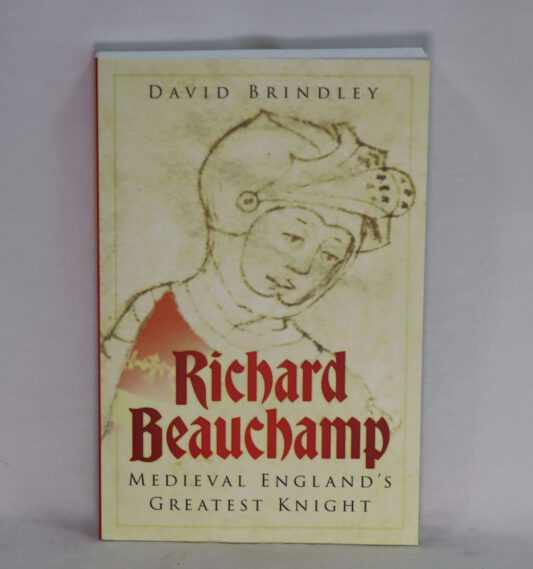 DAVID BRINDLEY
Richard
Beauchamp
MEDIEVAL ENGLAND'S
GREATEST KNIGHT